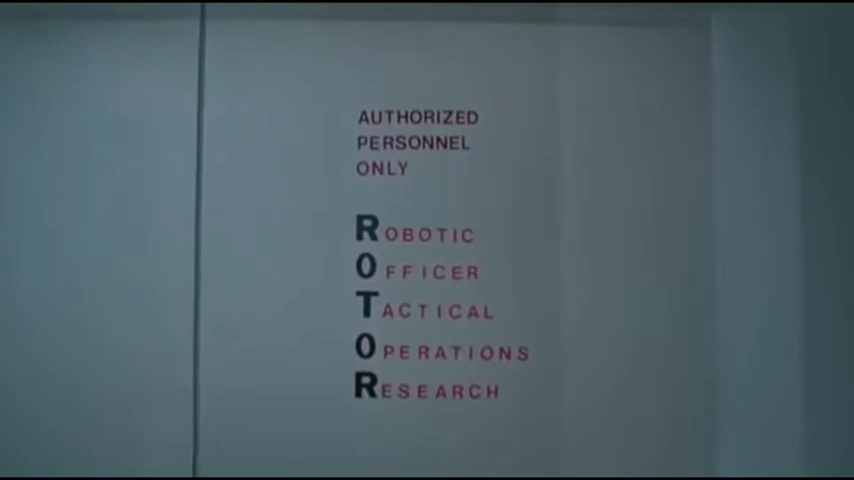 AUTHORIZED
PERSONNEL
ONLY
ROBOTIC
OFFICER
TACTICAL
OPERATIONS
RESEARCH